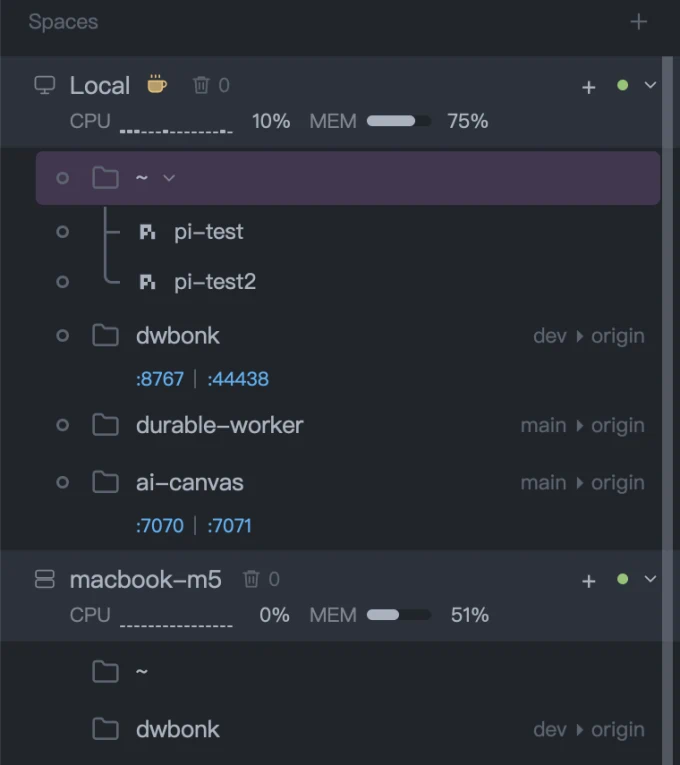 Spaces +
Local 0 +
CPU 10% MEM 75%
~
pi-test
pi-test2
dwbonk dev origin
:8767 | :44438
durable-worker main origin
ai-canvas main origin
:7070 | :7071
macbook-m5 0 +
CPU 0% MEM 51%
~
dwbonk dev origin